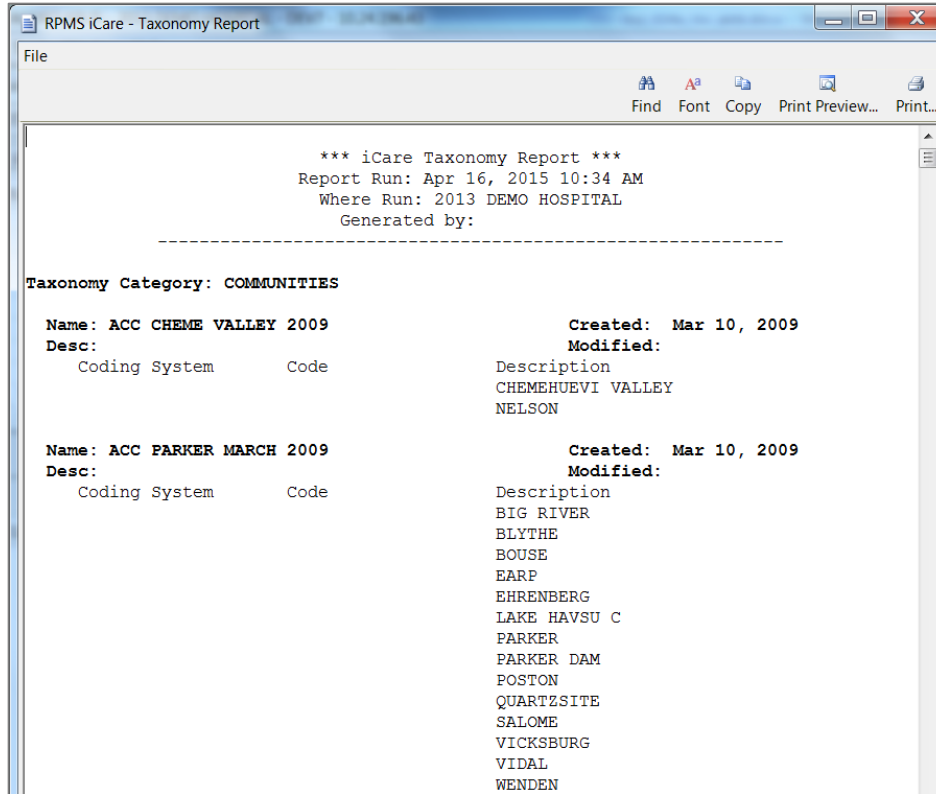 RPMS iCare - Taxonomy Report
File
Find Font Copy Print Preview... Print...
*** iCare Taxonomy Report ***
Report Run: Apr 16, 2015 10:34 AM
Where Run: 2013 DEMO HOSPITAL
Generated by:
------------------------------------------------------------
Taxonomy Category: COMMUNITIES
Name: ACC CHEME VALLEY 2009 Created: Mar 10, 2009
Desc: Modified:
Coding System Code Description
CHEMEHUEVI VALLEY
NELSON
Name: ACC PARKER MARCH 2009 Created: Mar 10, 2009
Desc: Modified:
Coding System Code Description
BIG RIVER
BLYTHE
BOUSE
EARP
EHRENBERG
LAKE HAVSU C
PARKER
PARKER DAM
POSTON
QUARTZSITE
SALOME
VICKSBURG
VIDAL
WENDEN